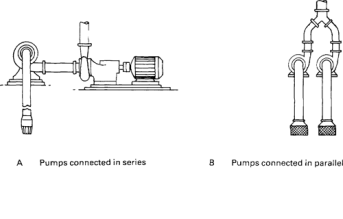 A Pumps connected in series
B Pumps connected in parallel